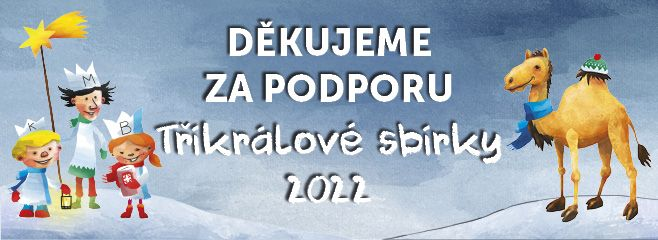 DĚKUJEME
ZA PODPORU
Tříkrálové sbírky
2022
K
M
B